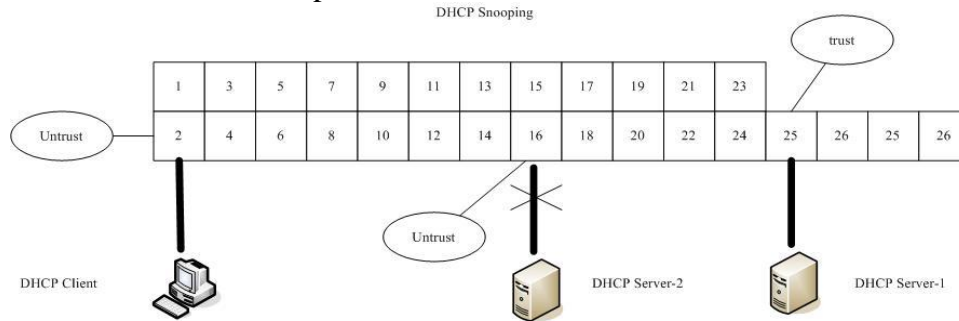 DHCP Snooping
trust
1 3 5 7 9 11 13 15 17 19 21 23
Untrust
2 4 6 8 10 12 14 16 18 20 22 24 25 26 25 26
Untrust
DHCP Client
DHCP Server-2
DHCP Server-1